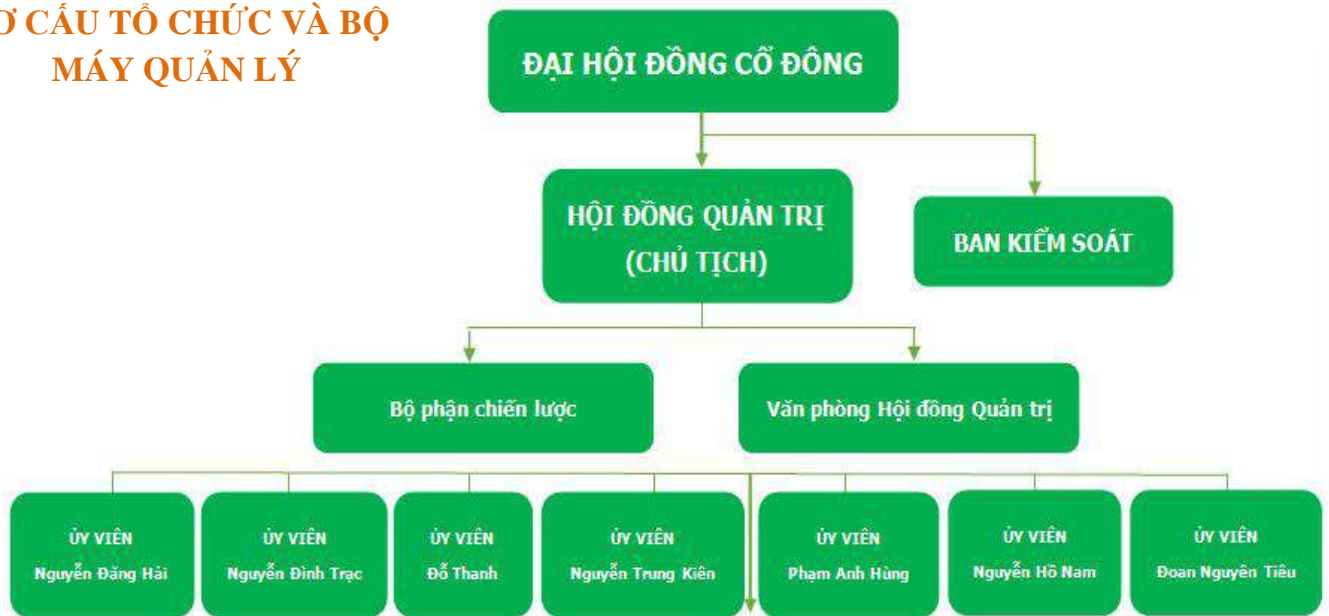 Ơ CẤU TỔ CHỨC VÀ BỘ
MÁY QUẢN LÝ
ĐẠI HỘI ĐỒNG CỔ ĐÔNG
HỘI ĐỒNG QUẢN TRỊ
(CHỦ TỊCH)
BAN KIỂM SOÁT
Bộ phận chiến lược
Văn phòng Hội đồng Quản trị
ỦY VIÊN
Nguyễn Đăng Hải
ỦY VIÊN
Nguyễn Đình Trạc
ỦY VIÊN
Đỗ Thanh
ỦY VIÊN
Nguyễn Trung Kiên
ỦY VIÊN
Phạm Anh Hùng
ỦY VIÊN
Nguyễn Hồ Nam
ỦY VIÊN
Đoan Nguyên Tiêu